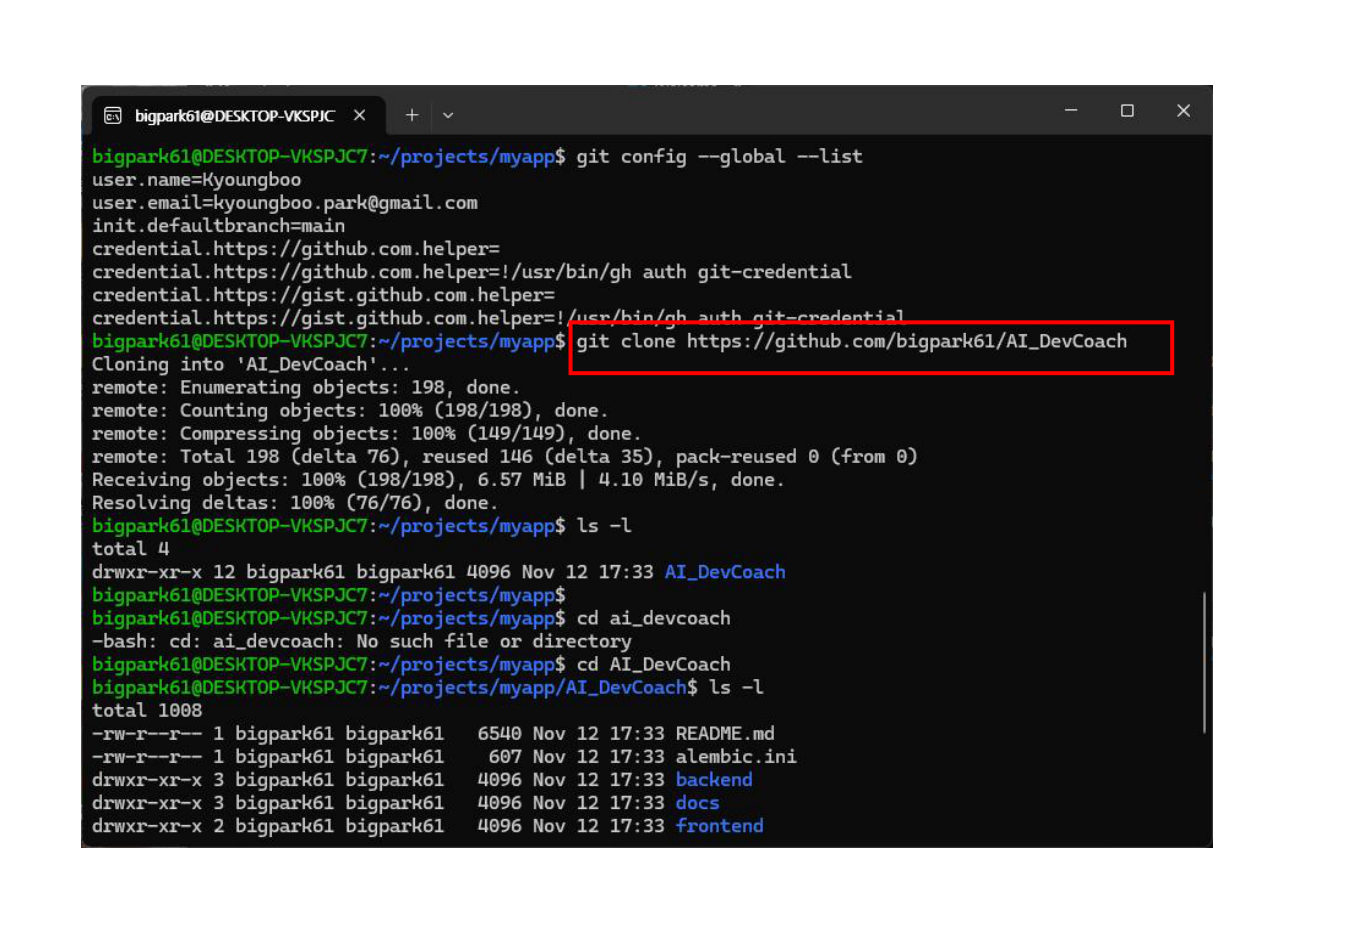 bigpark61@DESKTOP-VKSPJC
bigpark61@DESKTOP-VKSPJC7:~/projects/myapp$ git config --global --list
user.name=Kyoungboo
user.email=kyoungboo.park@gmail.com
init.defaultbranch=main
credential.https://github.com.helper=
credential.https://github.com.helper=!/usr/bin/gh auth git-credential
credential.https://gist.github.com.helper=
credential.https://gist.github.com.helper=!/usr/bin/gh auth git-credential
bigpark61@DESKTOP-VKSPJC7:~/projects/myapp$ git clone https://github.com/bigpark61/AI_DevCoach
Cloning into 'AI_DevCoach'...
remote: Enumerating objects: 198, done.
remote: Counting objects: 100% (198/198), done.
remote: Compressing objects: 100% (149/149), done.
remote: Total 198 (delta 76), reused 146 (delta 35), pack-reused 0 (from 0)
Receiving objects: 100% (198/198), 6.57 MiB | 4.10 MiB/s, done.
Resolving deltas: 100% (76/76), done.
bigpark61@DESKTOP-VKSPJC7:~/projects/myapp$ ls -l
total 4
drwxr-xr-x 12 bigpark61 bigpark61 4096 Nov 12 17:33 AI_DevCoach
bigpark61@DESKTOP-VKSPJC7:~/projects/myapp$
bigpark61@DESKTOP-VKSPJC7:~/projects/myapp$ cd ai_devcoach
-bash: cd: ai_devcoach: No such file or directory
bigpark61@DESKTOP-VKSPJC7:~/projects/myapp$ cd AI_DevCoach
bigpark61@DESKTOP-VKSPJC7:~/projects/myapp/AI_DevCoach$ ls -l
total 1008
-rw-r--r-- 1 bigpark61 bigpark61   6540 Nov 12 17:33 README.md
-rw-r--r-- 1 bigpark61 bigpark61    607 Nov 12 17:33 alembic.ini
drwxr-xr-x 3 bigpark61 bigpark61   4096 Nov 12 17:33 backend
drwxr-xr-x 3 bigpark61 bigpark61   4096 Nov 12 17:33 docs
drwxr-xr-x 2 bigpark61 bigpark61   4096 Nov 12 17:33 frontend